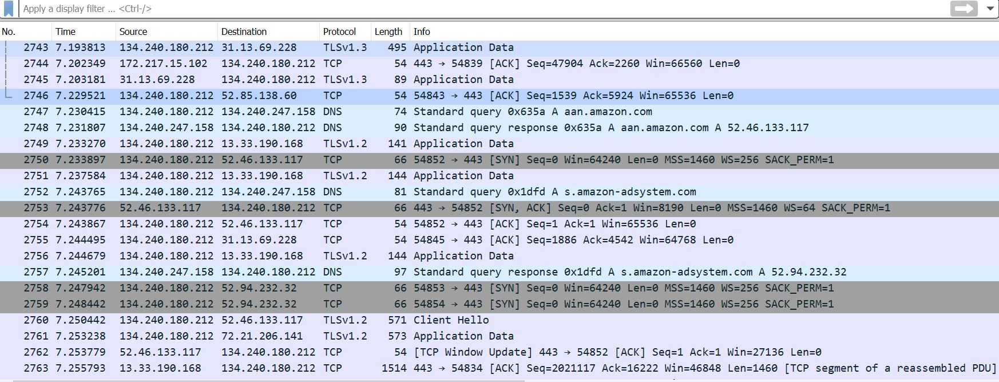 Apply a display filter ... <Ctrl-/>
No. Time Source Destination Protocol Length Info
2743 7.193813 134.240.180.212 31.13.69.228 TLSv1.3 495 Application Data
2744 7.202349 172.217.15.102 134.240.180.212 TCP 54 443 → 54839 [ACK] Seq=47904 Ack=2260 Win=66560 Len=0
2745 7.203181 31.13.69.228 134.240.180.212 TLSv1.3 89 Application Data
2746 7.229521 134.240.180.212 52.85.138.60 TCP 54 54843 → 443 [ACK] Seq=1539 Ack=5924 Win=65536 Len=0
2747 7.230415 134.240.180.212 134.240.247.158 DNS 74 Standard query 0x635a A aan.amazon.com
2748 7.231807 134.240.247.158 134.240.180.212 DNS 90 Standard query response 0x635a A aan.amazon.com A 52.46.133.117
2749 7.233270 134.240.180.212 13.33.190.168 TLSv1.2 141 Application Data
2750 7.233897 134.240.180.212 52.46.133.117 TCP 66 54852 → 443 [SYN] Seq=0 Win=64240 Len=0 MSS=1460 WS=256 SACK_PERM=1
2751 7.237584 134.240.180.212 13.33.190.168 TLSv1.2 144 Application Data
2752 7.243765 134.240.180.212 134.240.247.158 DNS 81 Standard query 0x1dfd A s.amazon-adsystem.com
2753 7.243776 52.46.133.117 134.240.180.212 TCP 66 443 → 54852 [SYN, ACK] Seq=0 Ack=1 Win=8190 Len=0 MSS=1460 WS=64 SACK_PERM=1
2754 7.243867 134.240.180.212 52.46.133.117 TCP 54 54852 → 443 [ACK] Seq=1 Ack=1 Win=65536 Len=0
2755 7.244495 134.240.180.212 31.13.69.228 TCP 54 54845 → 443 [ACK] Seq=1886 Ack=4542 Win=64768 Len=0
2756 7.244679 134.240.180.212 13.33.190.168 TLSv1.2 144 Application Data
2757 7.245201 134.240.247.158 134.240.180.212 DNS 97 Standard query response 0x1dfd A s.amazon-adsystem.com A 52.94.232.32
2758 7.247942 134.240.180.212 52.94.232.32 TCP 66 54853 → 443 [SYN] Seq=0 Win=64240 Len=0 MSS=1460 WS=256 SACK_PERM=1
2759 7.248442 134.240.180.212 52.94.232.32 TCP 66 54854 → 443 [SYN] Seq=0 Win=64240 Len=0 MSS=1460 WS=256 SACK_PERM=1
2760 7.250442 134.240.180.212 52.46.133.117 TLSv1.2 571 Client Hello
2761 7.253238 134.240.180.212 72.21.206.141 TLSv1.2 573 Application Data
2762 7.253779 52.46.133.117 134.240.180.212 TCP 54 [TCP Window Update] 443 → 54852 [ACK] Seq=1 Ack=1 Win=27136 Len=0
2763 7.255793 13.33.190.168 134.240.180.212 TCP 1514 443 → 54834 [ACK] Seq=2021117 Ack=16222 Win=46848 Len=1460 [TCP segment of a reassembled PDU]